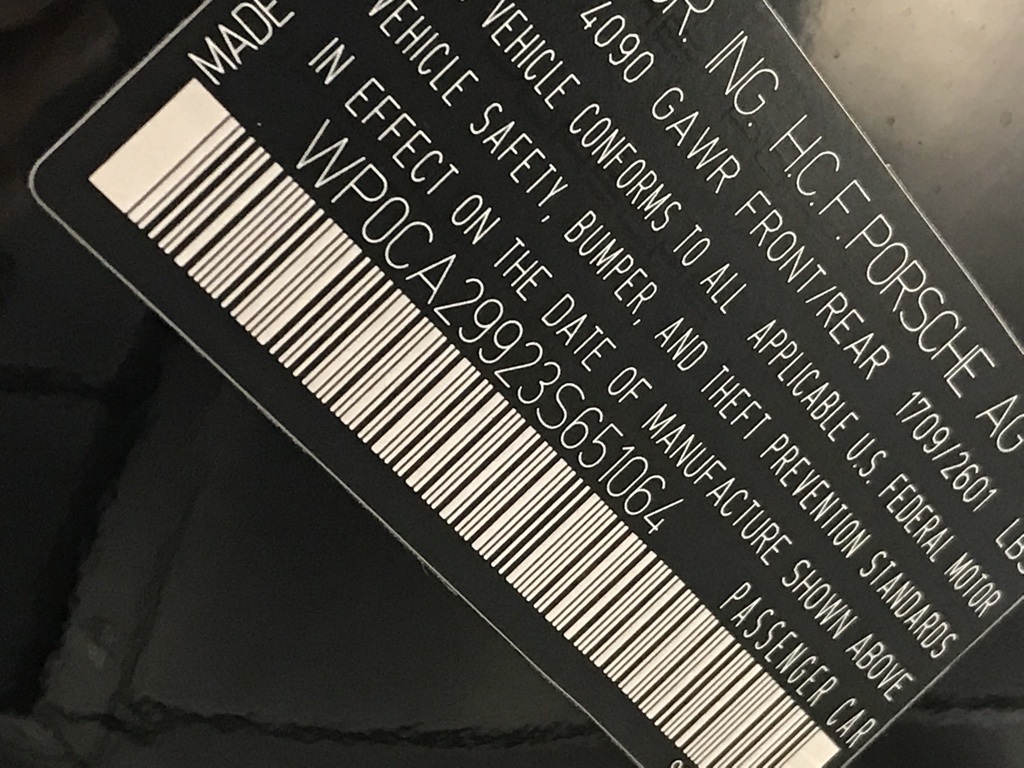 DR. ING. H.C.F. PORSCHE AG
4090 GAWR FRONT/REAR 1709/2601 LBS
VEHICLE CONFORMS TO ALL APPLICABLE U.S. FEDERAL MOTOR
VEHICLE SAFETY, BUMPER, AND THEFT PREVENTION STANDARDS
IN EFFECT ON THE DATE OF MANUFACTURE SHOWN ABOVE
WP0CA29923S651064 PASSENGER CAR
MADE